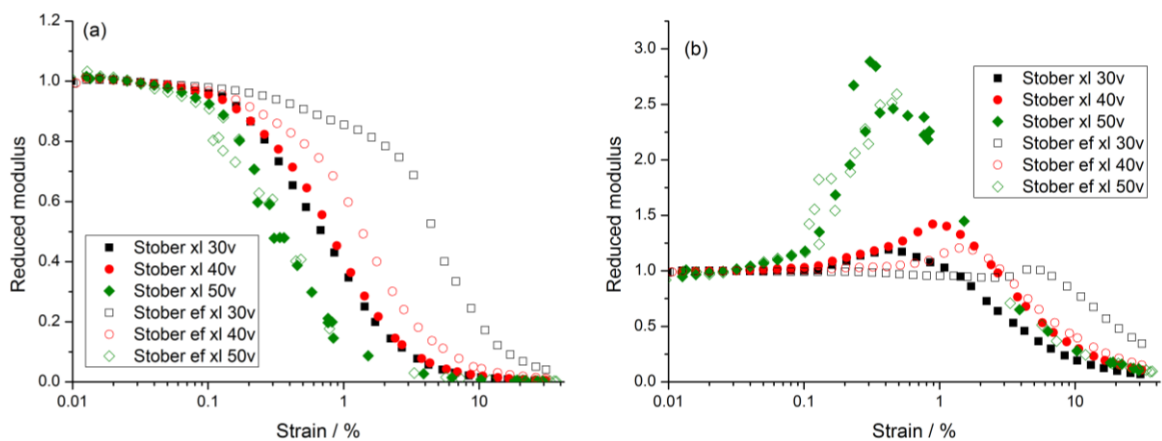 (a)
1.2
1.0
0.8
0.6
0.4
0.2
0.0
Reduced modulus
Stober xl 30v
Stober xl 40v
Stober xl 50v
Stober ef xl 30v
Stober ef xl 40v
Stober ef xl 50v
0.01 0.1 1 10
Strain / %
(b)
3.0
2.5
2.0
1.5
1.0
0.5
0.0
Reduced modulus
Stober xl 30v
Stober xl 40v
Stober xl 50v
Stober ef xl 30v
Stober ef xl 40v
Stober ef xl 50v
0.01 0.1 1 10
Strain / %